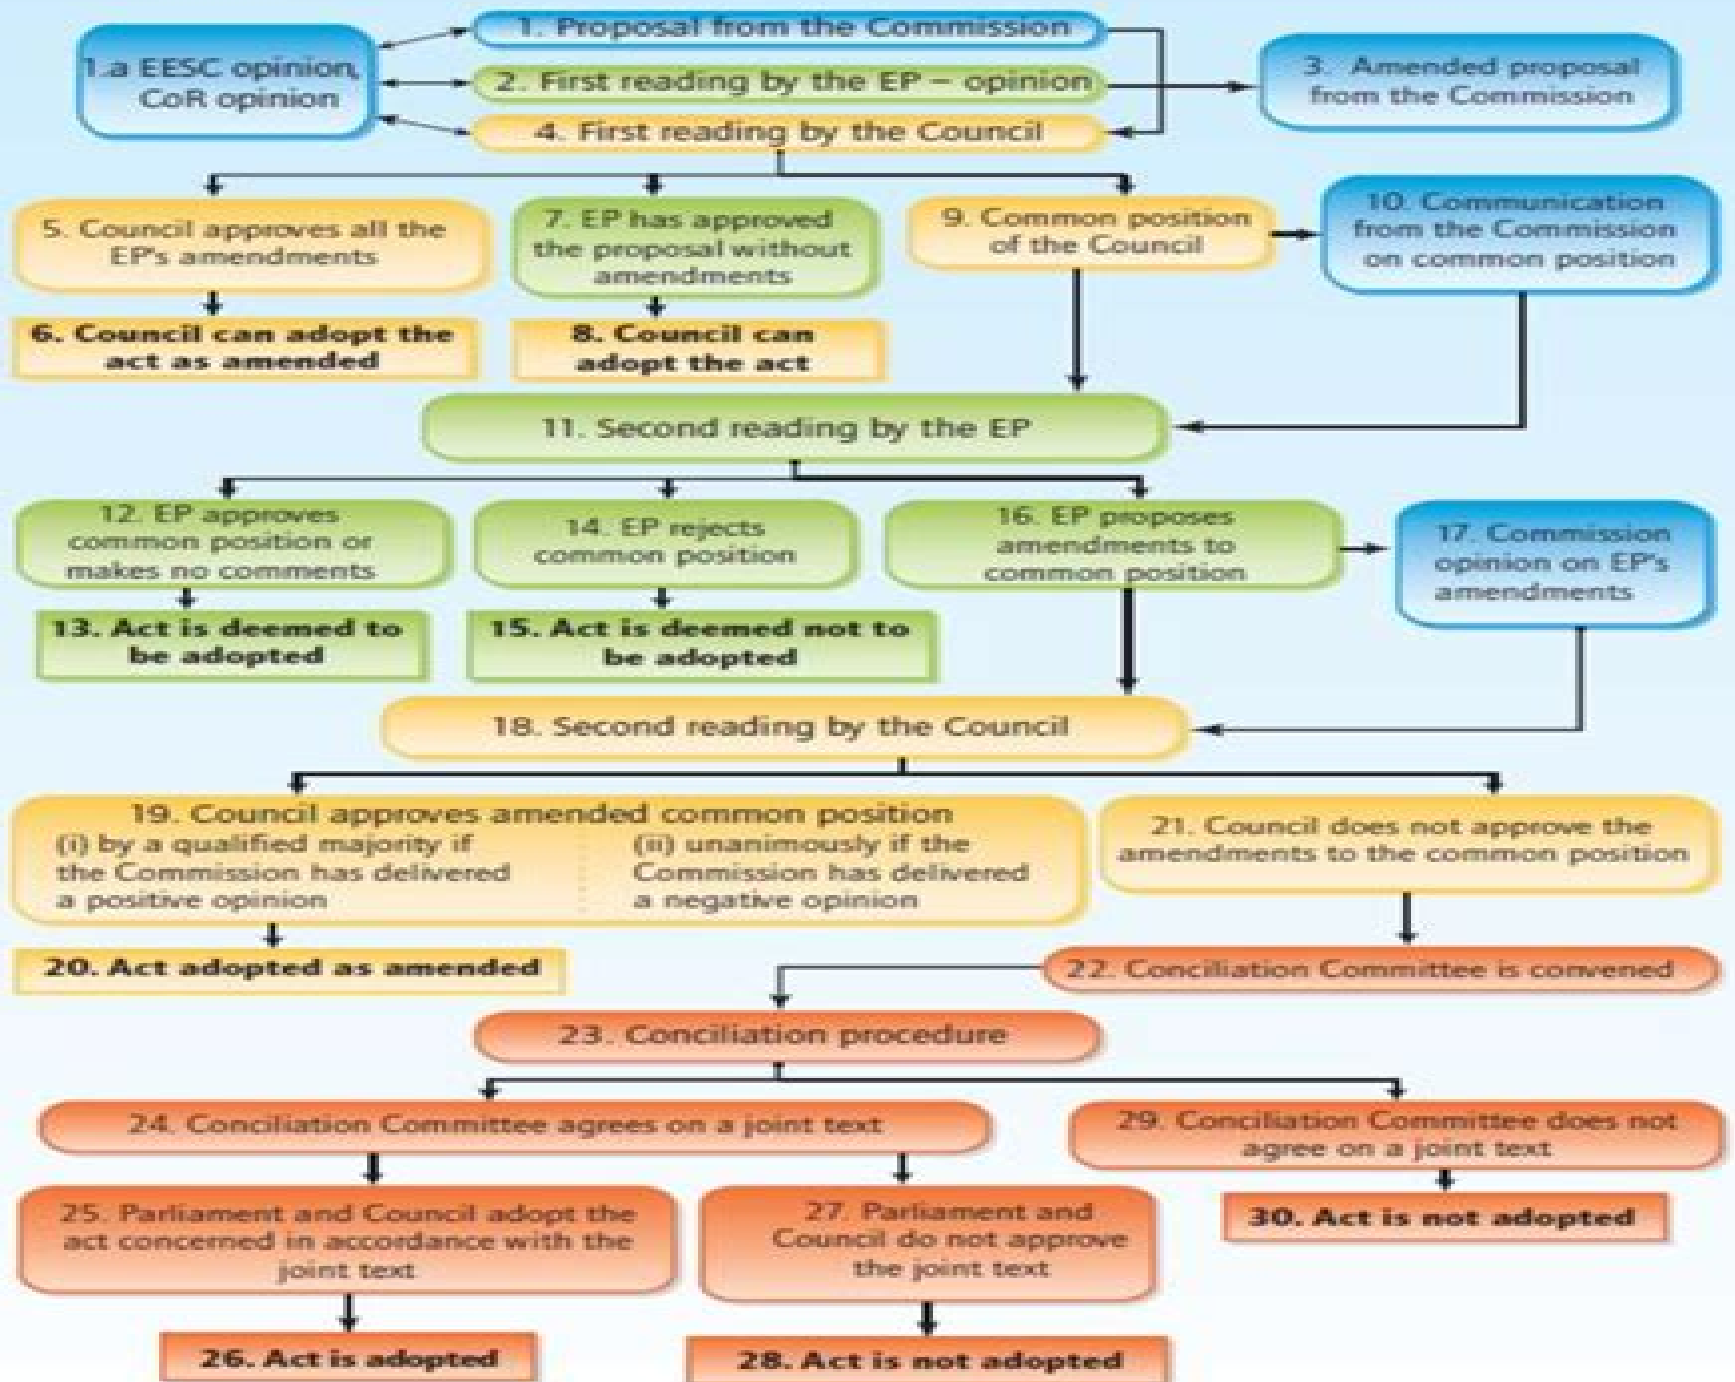 1. Proposal from the Commission
1.a EESC opinion,
CoR opinion
2. First reading by the EP – opinion
3. Amended proposal
from the Commission
4. First reading by the Council
5. Council approves all the
EP's amendments
7. EP has approved
the proposal without
amendments
9. Common position
of the Council
10. Communication
from the Commission
on common position
6. Council can adopt the
act as amended
8. Council can
adopt the act
11. Second reading by the EP
12. EP approves
common position or
makes no comments
14. EP rejects
common position
16. EP proposes
amendments to
common position
17. Commission
opinion on EP's
amendments
13. Act is deemed to
be adopted
15. Act is deemed not to
be adopted
18. Second reading by the Council
19. Council approves amended common position
(i) by a qualified majority if
the Commission has delivered
a positive opinion
(ii) unanimously if the
Commission has delivered
a negative opinion
21. Council does not approve the
amendments to the common position
20. Act adopted as amended
22. Conciliation Committee is convened
23. Conciliation procedure
24. Conciliation Committee agrees on a joint text
29. Conciliation Committee does not
agree on a joint text
25. Parliament and Council adopt the
act concerned in accordance with the
joint text
27. Parliament and
Council do not approve
the joint text
30. Act is not adopted
26. Act is adopted
28. Act is not adopted